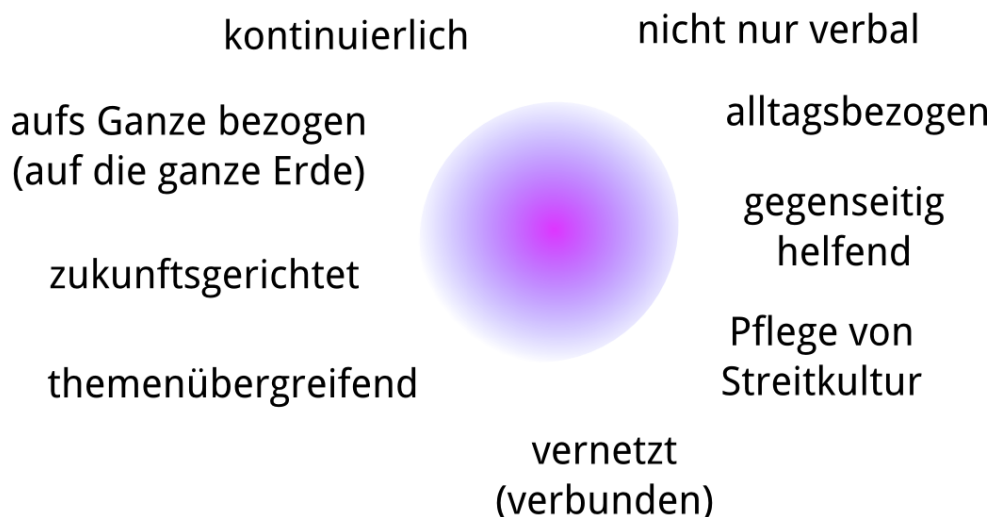 kontinuierlich
nicht nur verbal
aufs Ganze bezogen
(auf die ganze Erde)
alltagsbezogen
gegenseitig
helfend
zukunftsgerichtet
Pflege von
Streitkultur
themenübergreifend
vernetzt
(verbunden)